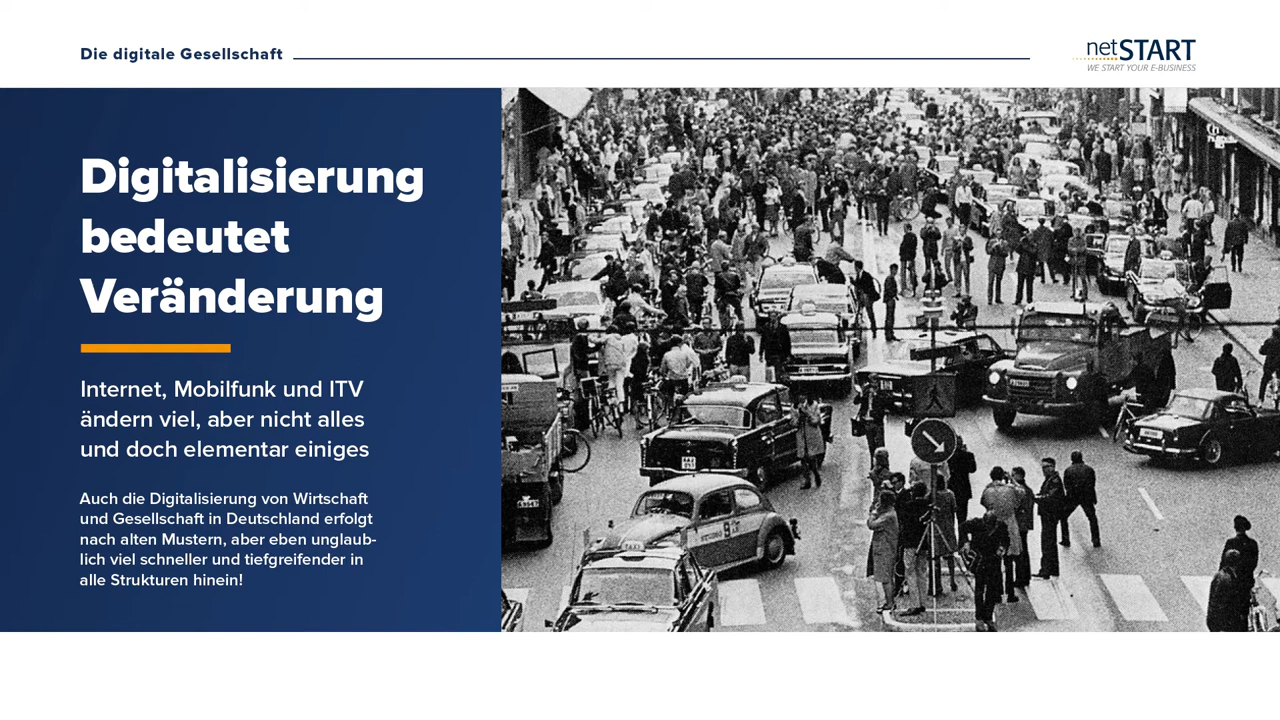 Die digitale Gesellschaft
netSTART
WE START YOUR E-BUSINESS
Digitalisierung
bedeutet
Veränderung
Internet, Mobilfunk und ITV
ändern viel, aber nicht alles
und doch elementar einiges
Auch die Digitalisierung von Wirtschaft
und Gesellschaft in Deutschland erfolgt
nach alten Mustern, aber eben unglaub-
lich viel schneller und tiefgreifender in
alle Strukturen hinein!
TAXI